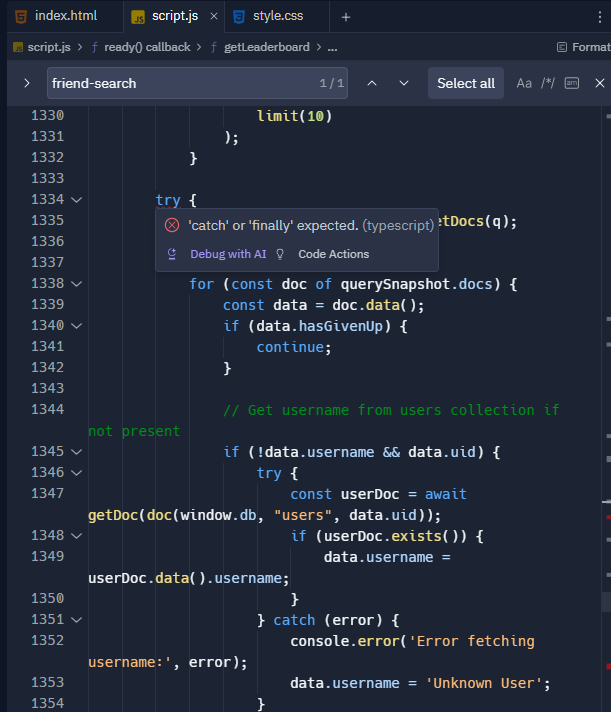 index.html
JS script.js ×
style.css
+
JS script.js > ƒ ready() callback > ƒ getLeaderboard > ...
Format
friend-search
1 / 1
Select all
Aa /*/ am ×
1330 limit(10)
1331 );
1332 }
1333
1334 try {
1335 etDocs(q);
'catch' or 'finally' expected. (typescript)
Debug with AI Code Actions
1336
1337
1338 for (const doc of querySnapshot.docs) {
1339 const data = doc.data();
1340 if (data.hasGivenUp) {
1341 continue;
1342 }
1343
1344 // Get username from users collection if
not present
1345 if (!data.username && data.uid) {
1346 try {
1347 const userDoc = await
getDoc(doc(window.db, "users", data.uid));
1348 if (userDoc.exists()) {
1349 data.username =
userDoc.data().username;
1350 }
1351 } catch (error) {
1352 console.error('Error fetching
username:', error);
1353 data.username = 'Unknown User';
1354 }